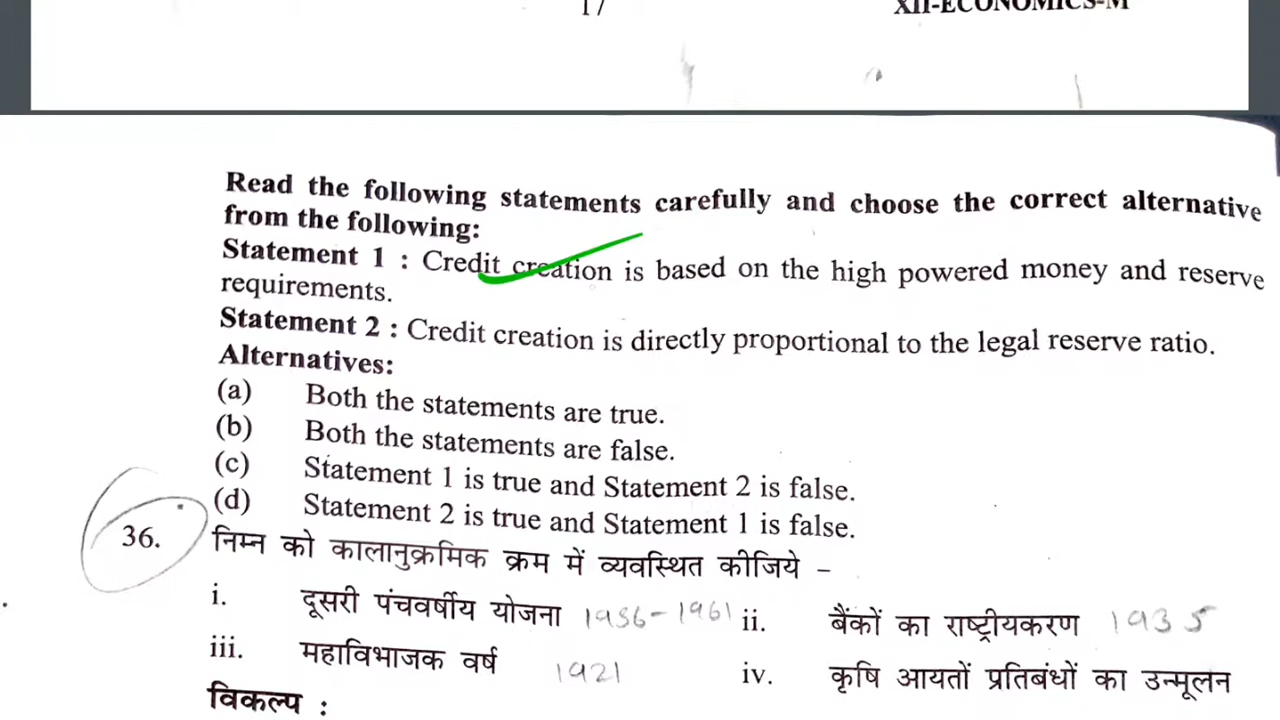 17 XII-ECONOMICS-M
Read the following statements carefully and choose the correct alternative
from the following:
Statement 1 : Credit creation is based on the high powered money and reserve
requirements.
Statement 2 : Credit creation is directly proportional to the legal reserve ratio.
Alternatives:
(a) Both the statements are true.
(b) Both the statements are false.
(c) Statement 1 is true and Statement 2 is false.
(d) Statement 2 is true and Statement 1 is false.
36. निम्न को कालानुक्रमिक क्रम में व्यवस्थित कीजिये –
i. दूसरी पंचवर्षीय योजना 1956-1961 ii. बैंकों का राष्ट्रीयकरण 1935
iii. महाविभाजक वर्ष 1921 iv. कृषि आयतों प्रतिबंधों का उन्मूलन
विकल्प :